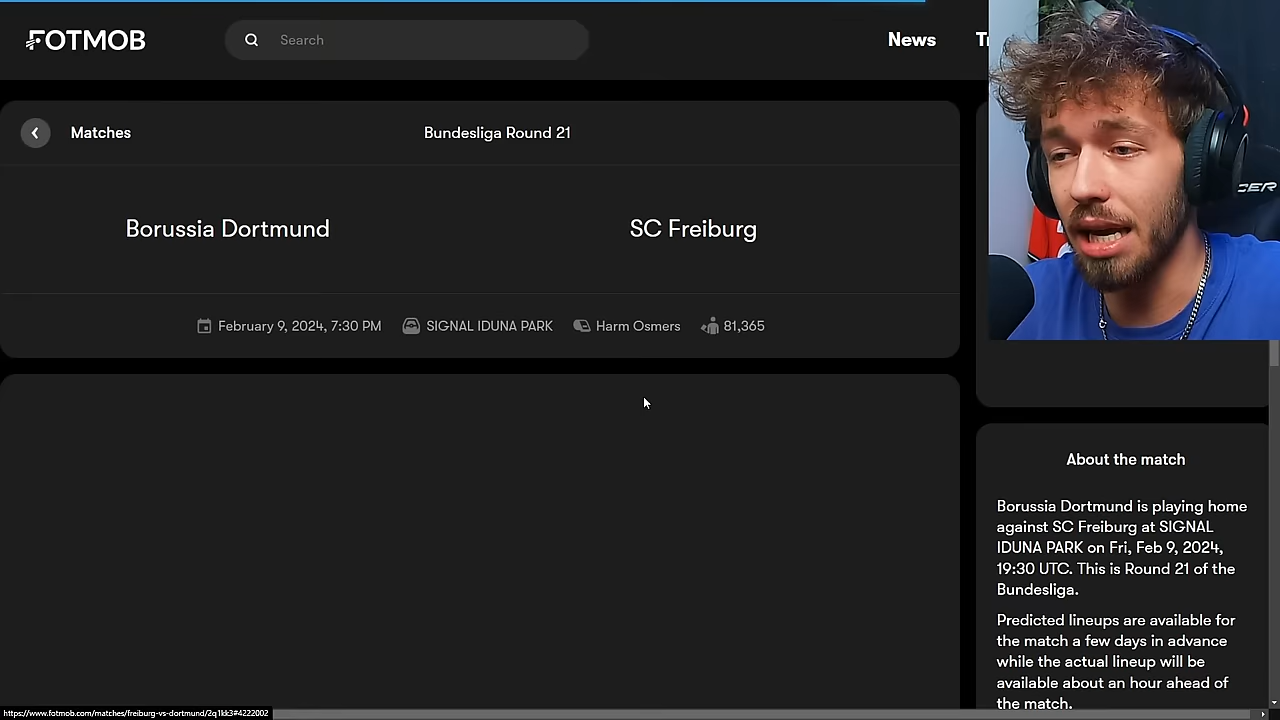 FOTMOB
Search
News
Matches
Bundesliga Round 21
Borussia Dortmund
SC Freiburg
February 9, 2024, 7:30 PM
SIGNAL IDUNA PARK
Harm Osmers
81,365
About the match
Borussia Dortmund is playing home
against SC Freiburg at SIGNAL
IDUNA PARK on Fri, Feb 9, 2024,
19:30 UTC. This is Round 21 of the
Bundesliga.
Predicted lineups are available for
the match a few days in advance
while the actual lineup will be
available about an hour ahead of
the match.
https://www.fotmob.com/matches/freiburg-vs-dortmund/2q1kk3#4222002